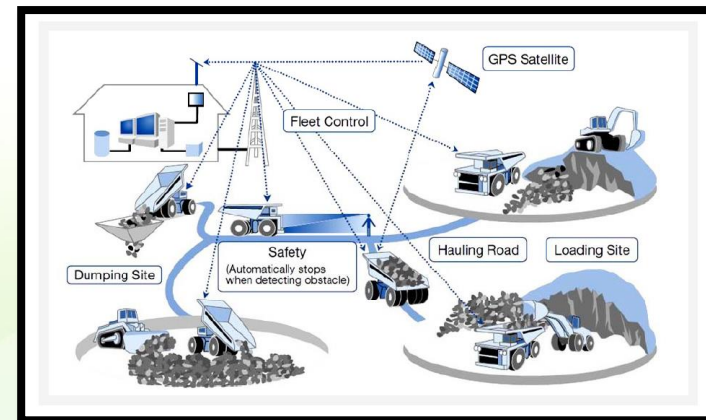 GPS Satellite
Fleet Control
Safety
(Automatically stops
when detecting obstacle)
Hauling Road
Loading Site
Dumping Site